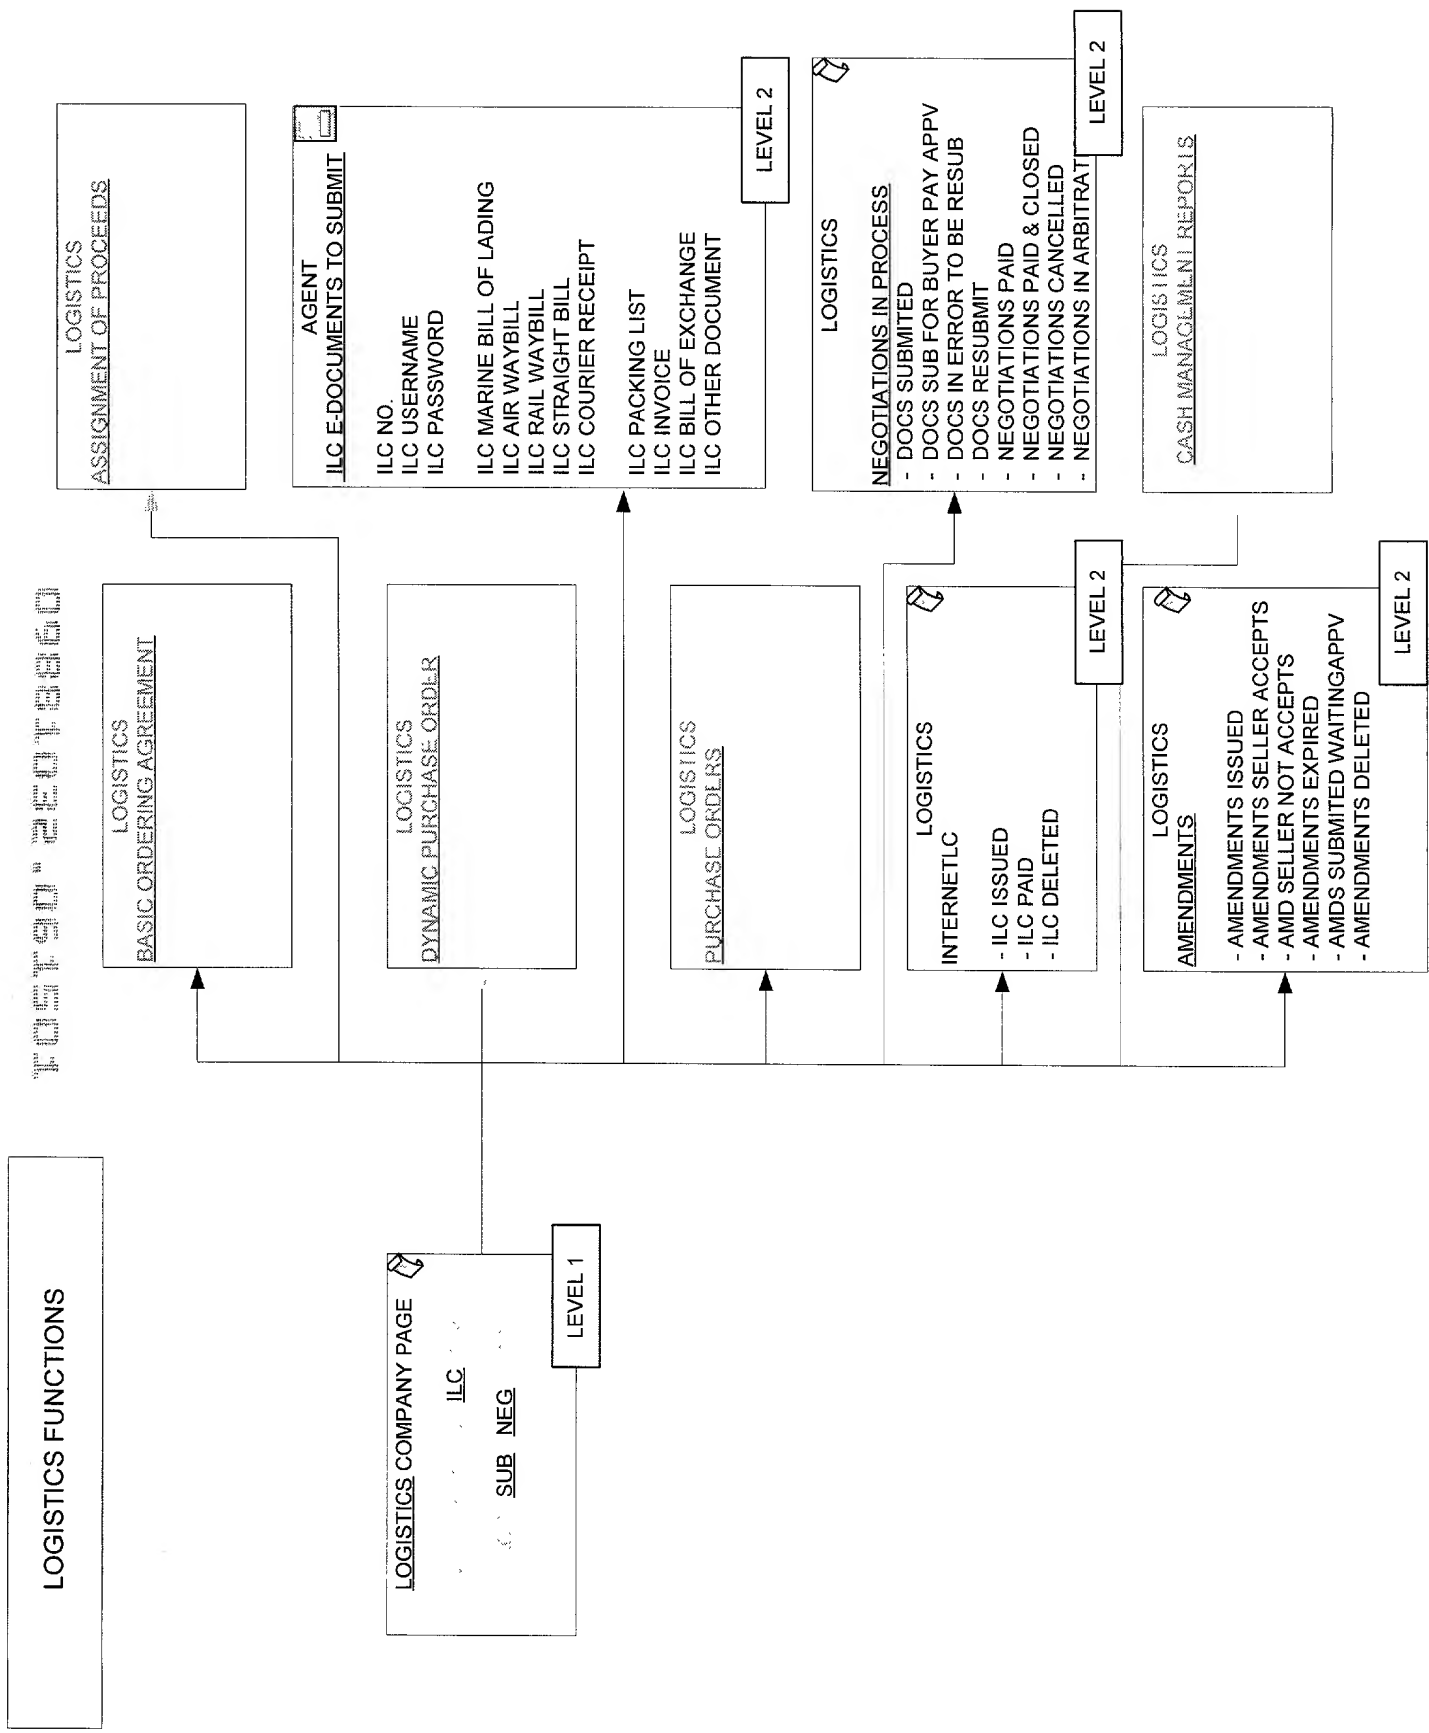 LOGISTICS FUNCTIONS
LOGISTICS COMPANY PAGE
ILC
SUB NEG
LEVEL 1
LOGISTICS
BASIC ORDERING AGREEMENT
LOGISTICS
DYNAMIC PURCHASE ORDER
LOGISTICS
PURCHASE ORDERS
LOGISTICS
INTERNETLC
- ILC ISSUED
- ILC PAID
- ILC DELETED
LEVEL 2
LOGISTICS
AMENDMENTS
- AMENDMENTS ISSUED
- AMENDMENTS SELLER ACCEPTS
- AMD SELLER NOT ACCEPTS
- AMENDMENTS EXPIRED
- AMDS SUBMITED WAITINGAPPV
- AMENDMENTS DELETED
LEVEL 2
LOGISTICS
ASSIGNMENT OF PROCEEDS
AGENT
ILC E-DOCUMENTS TO SUBMIT
ILC NO.
ILC USERNAME
ILC PASSWORD
ILC MARINE BILL OF LADING
ILC AIR WAYBILL
ILC RAIL WAYBILL
ILC STRAIGHT BILL
ILC COURIER RECEIPT
ILC PACKING LIST
ILC INVOICE
ILC BILL OF EXCHANGE
ILC OTHER DOCUMENT
LEVEL 2
LOGISTICS
NEGOTIATIONS IN PROCESS
- DOCS SUBMITED
- DOCS SUB FOR BUYER PAY APPV
- DOCS IN ERROR TO BE RESUB
- DOCS RESUBMIT
- NEGOTIATIONS PAID
- NEGOTIATIONS PAID & CLOSED
- NEGOTIATIONS CANCELLED
- NEGOTIATIONS IN ARBITRAT
LEVEL 2
LOGISTICS
CASH MANAGEMENT REPORTS